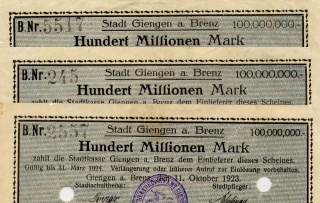 B.Nr. 5517 Stadt Giengen a. Brenz 100,000,000.-
Hundert Millionen Mark
B.Nr. 245 Stadt Giengen a. Brenz 100,000,000.-
Hundert Millionen Mark
zahlt die Stadtkasse Giengen a. Brenz dem Einlieferer dieses Scheines.
B.Nr. 2557 Stadt Giengen a. Brenz 100,000,000.-
Hundert Millionen Mark
zahlt die Stadtkasse Giengen a. Brenz dem Einlieferer dieses Scheines.
Gültig bis 31. März 1924. Verlängerung oder früherer Aufruf zur Einlösung vorbehalten.
Giengen a. Brenz, den 11. Oktober 1923.
Stadtschultheiss: Stadtpfleger: